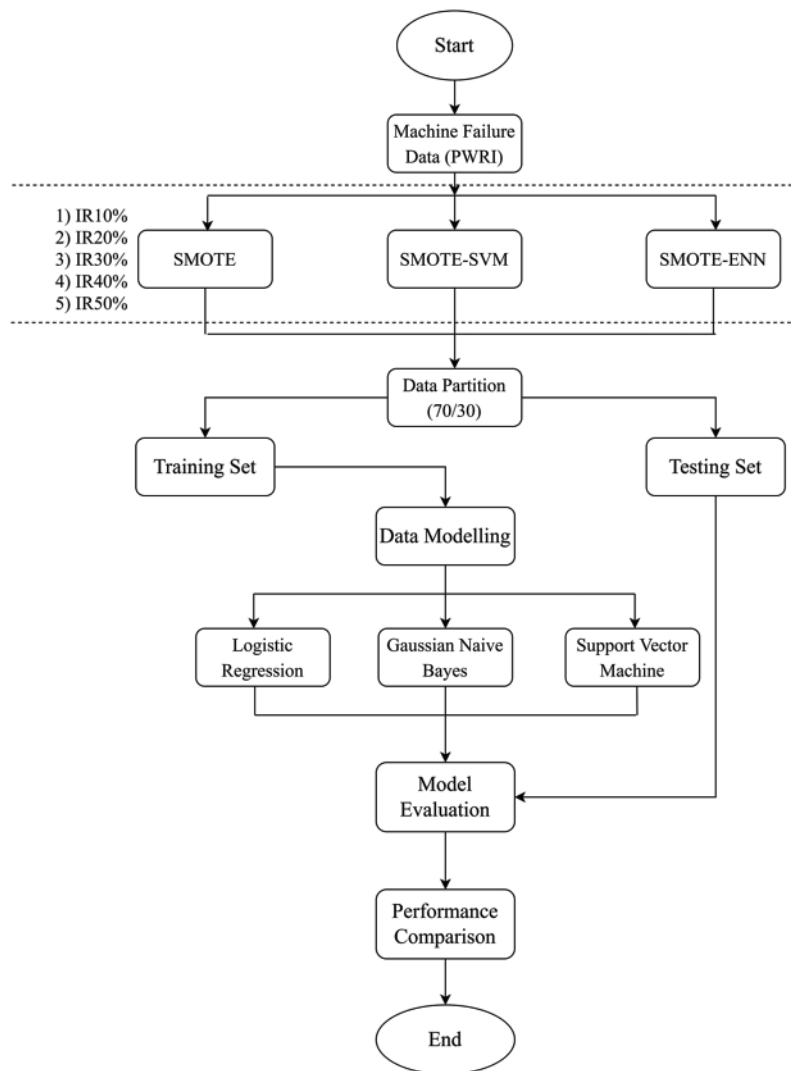 Start
Machine Failure
Data (PWRI)
1) IR10%
2) IR20%
3) IR30%
4) IR40%
5) IR50%
SMOTE
SMOTE-SVM
SMOTE-ENN
Data Partition
(70/30)
Training Set
Testing Set
Data Modelling
Logistic
Regression
Gaussian Naive
Bayes
Support Vector
Machine
Model
Evaluation
Performance
Comparison
End